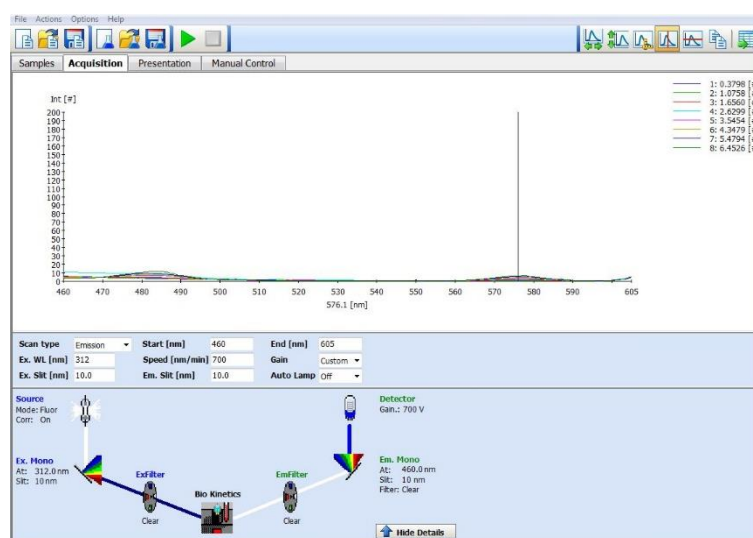 File Actions Options Help
Samples Acquisition Presentation Manual Control
Int [#]
200
190
180
170
160
150
140
130
120
110
100
90
80
70
60
50
40
30
20
10
0
460 470 480 490 500 510 520 530 540 550 560 570 580 590 605
576.1 [nm]
1: 0.3798 [
2: 1.0758 [
3: 1.6560 [
4: 2.6299 [
5: 3.5454 [
6: 4.3479 [
7: 5.4794 [
8: 6.4526 [
Scan type Emission Start [nm] 460 End [nm] 605
Ex. WL [nm] 312 Speed [nm/min] 700 Gain Custom
Ex. Slit [nm] 10.0 Em. Slit [nm] 10.0 Auto Lamp Off
Source
Mode: Fluor
Corr: On
Detector
Gain.: 700 V
Ex. Mono
At: 312.0 nm
Slit: 10 nm
ExFilter
Clear
Bio Kinetics
EmFilter
Clear
Em. Mono
At: 460.0 nm
Slit: 10 nm
Filter: Clear
Hide Details